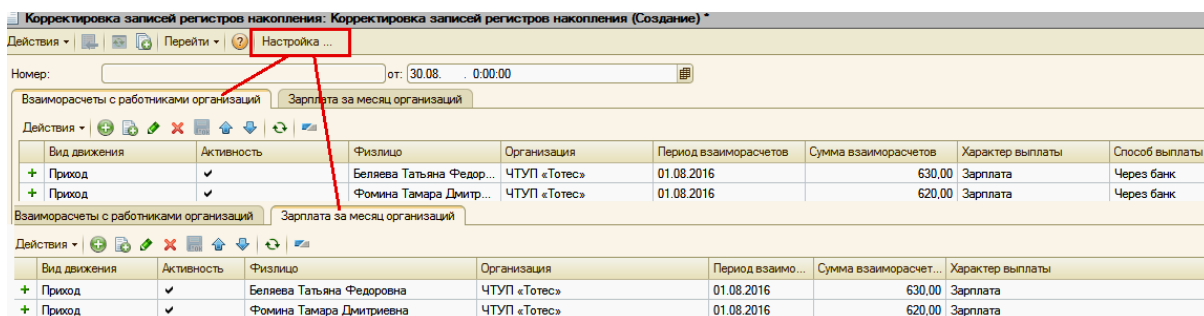 Корректировка записей регистров накопления: Корректировка записей регистров накопления (Создание) *
Действия Перейти Настройка ...
Номер: от: 30.08. . 0:00:00
Взаиморасчеты с работниками организаций Зарплата за месяц организаций
Действия
Вид движения Активность Физлицо Организация Период взаиморасчетов Сумма взаиморасчетов Характер выплаты Способ выплаты
Приход Беляева Татьяна Федор... ЧТУП «Тотес» 01.08.2016 630,00 Зарплата Через банк
Приход Фомина Тамара Дмитр... ЧТУП «Тотес» 01.08.2016 620,00 Зарплата Через банк
Взаиморасчеты с работниками организаций Зарплата за месяц организаций
Действия
Вид движения Активность Физлицо Организация Период взаимо... Сумма взаиморасчет... Характер выплаты
Приход Беляева Татьяна Федоровна ЧТУП «Тотес» 01.08.2016 630,00 Зарплата
Приход Фомина Тамара Дмитриевна ЧТУП «Тотес» 01.08.2016 620,00 Зарплата